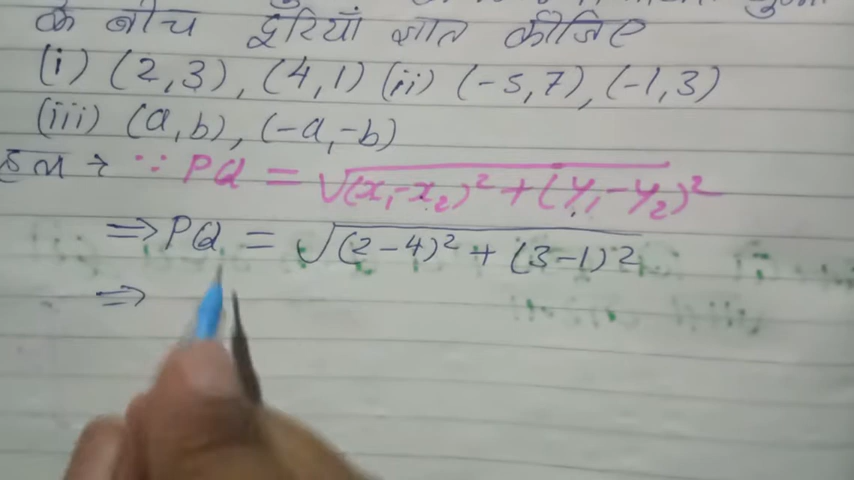 के बीच दूरियाँ ज्ञात कीजिए
(i) (2,3), (4,1) (ii) (-5,7), (-1,3)
(iii) (a,b), (-a,-b)
हल → ∵ PQ = √(x₁-x₂)² + (y₁-y₂)²
⇒ PQ = √(2-4)² + (3-1)²
⇒